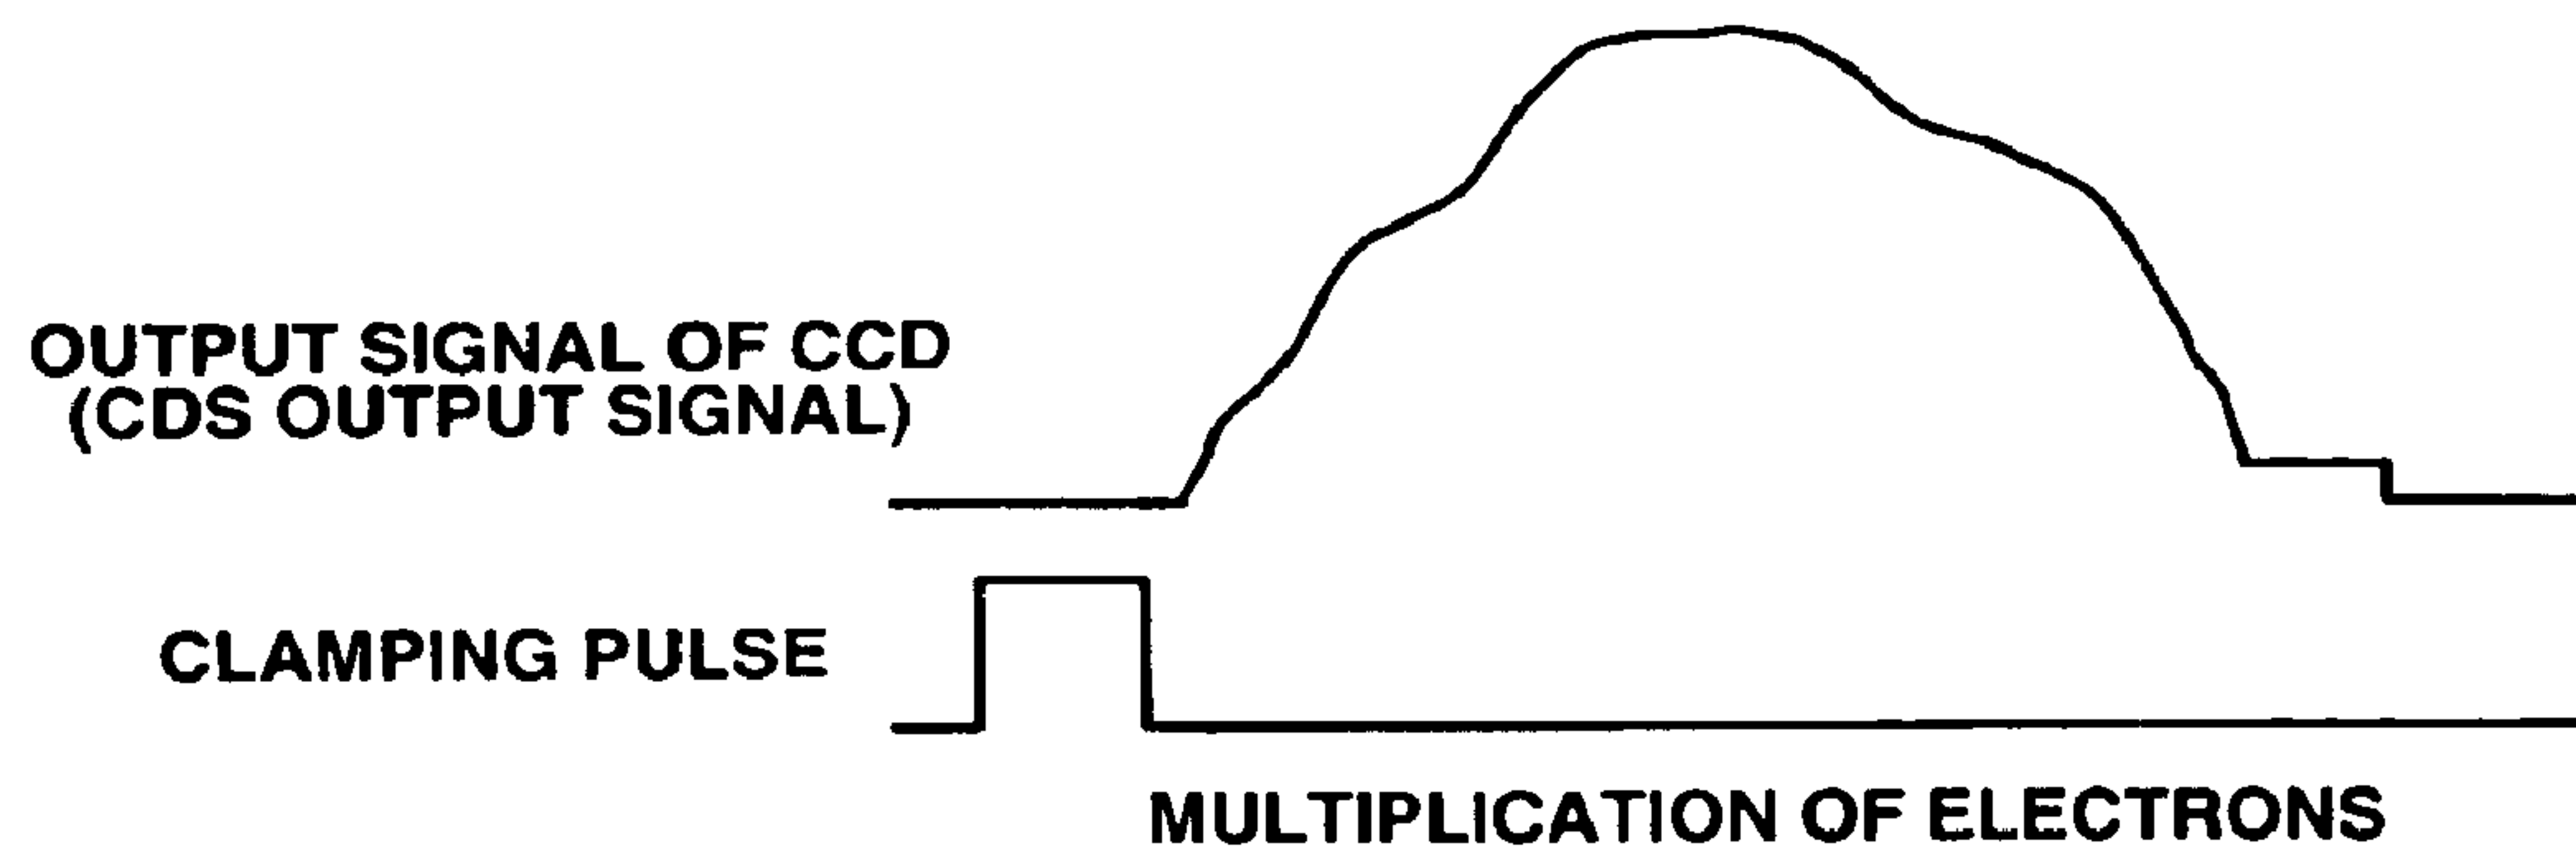 OUTPUT SIGNAL OF CCD
(CDS OUTPUT SIGNAL)
CLAMPING PULSE
MULTIPLICATION OF ELECTRONS